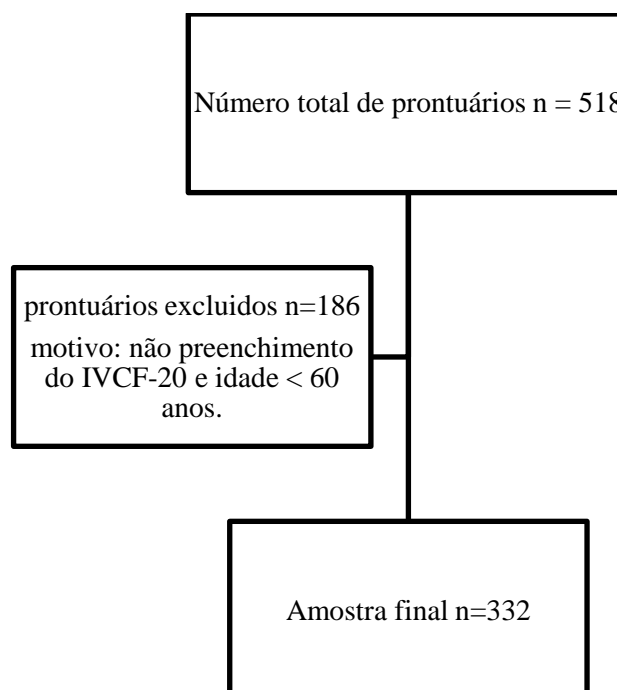 Número total de prontuários n = 518
prontuários excluidos n=186
motivo: não preenchimento
do IVCF-20 e idade < 60
anos.
Amostra final n=332